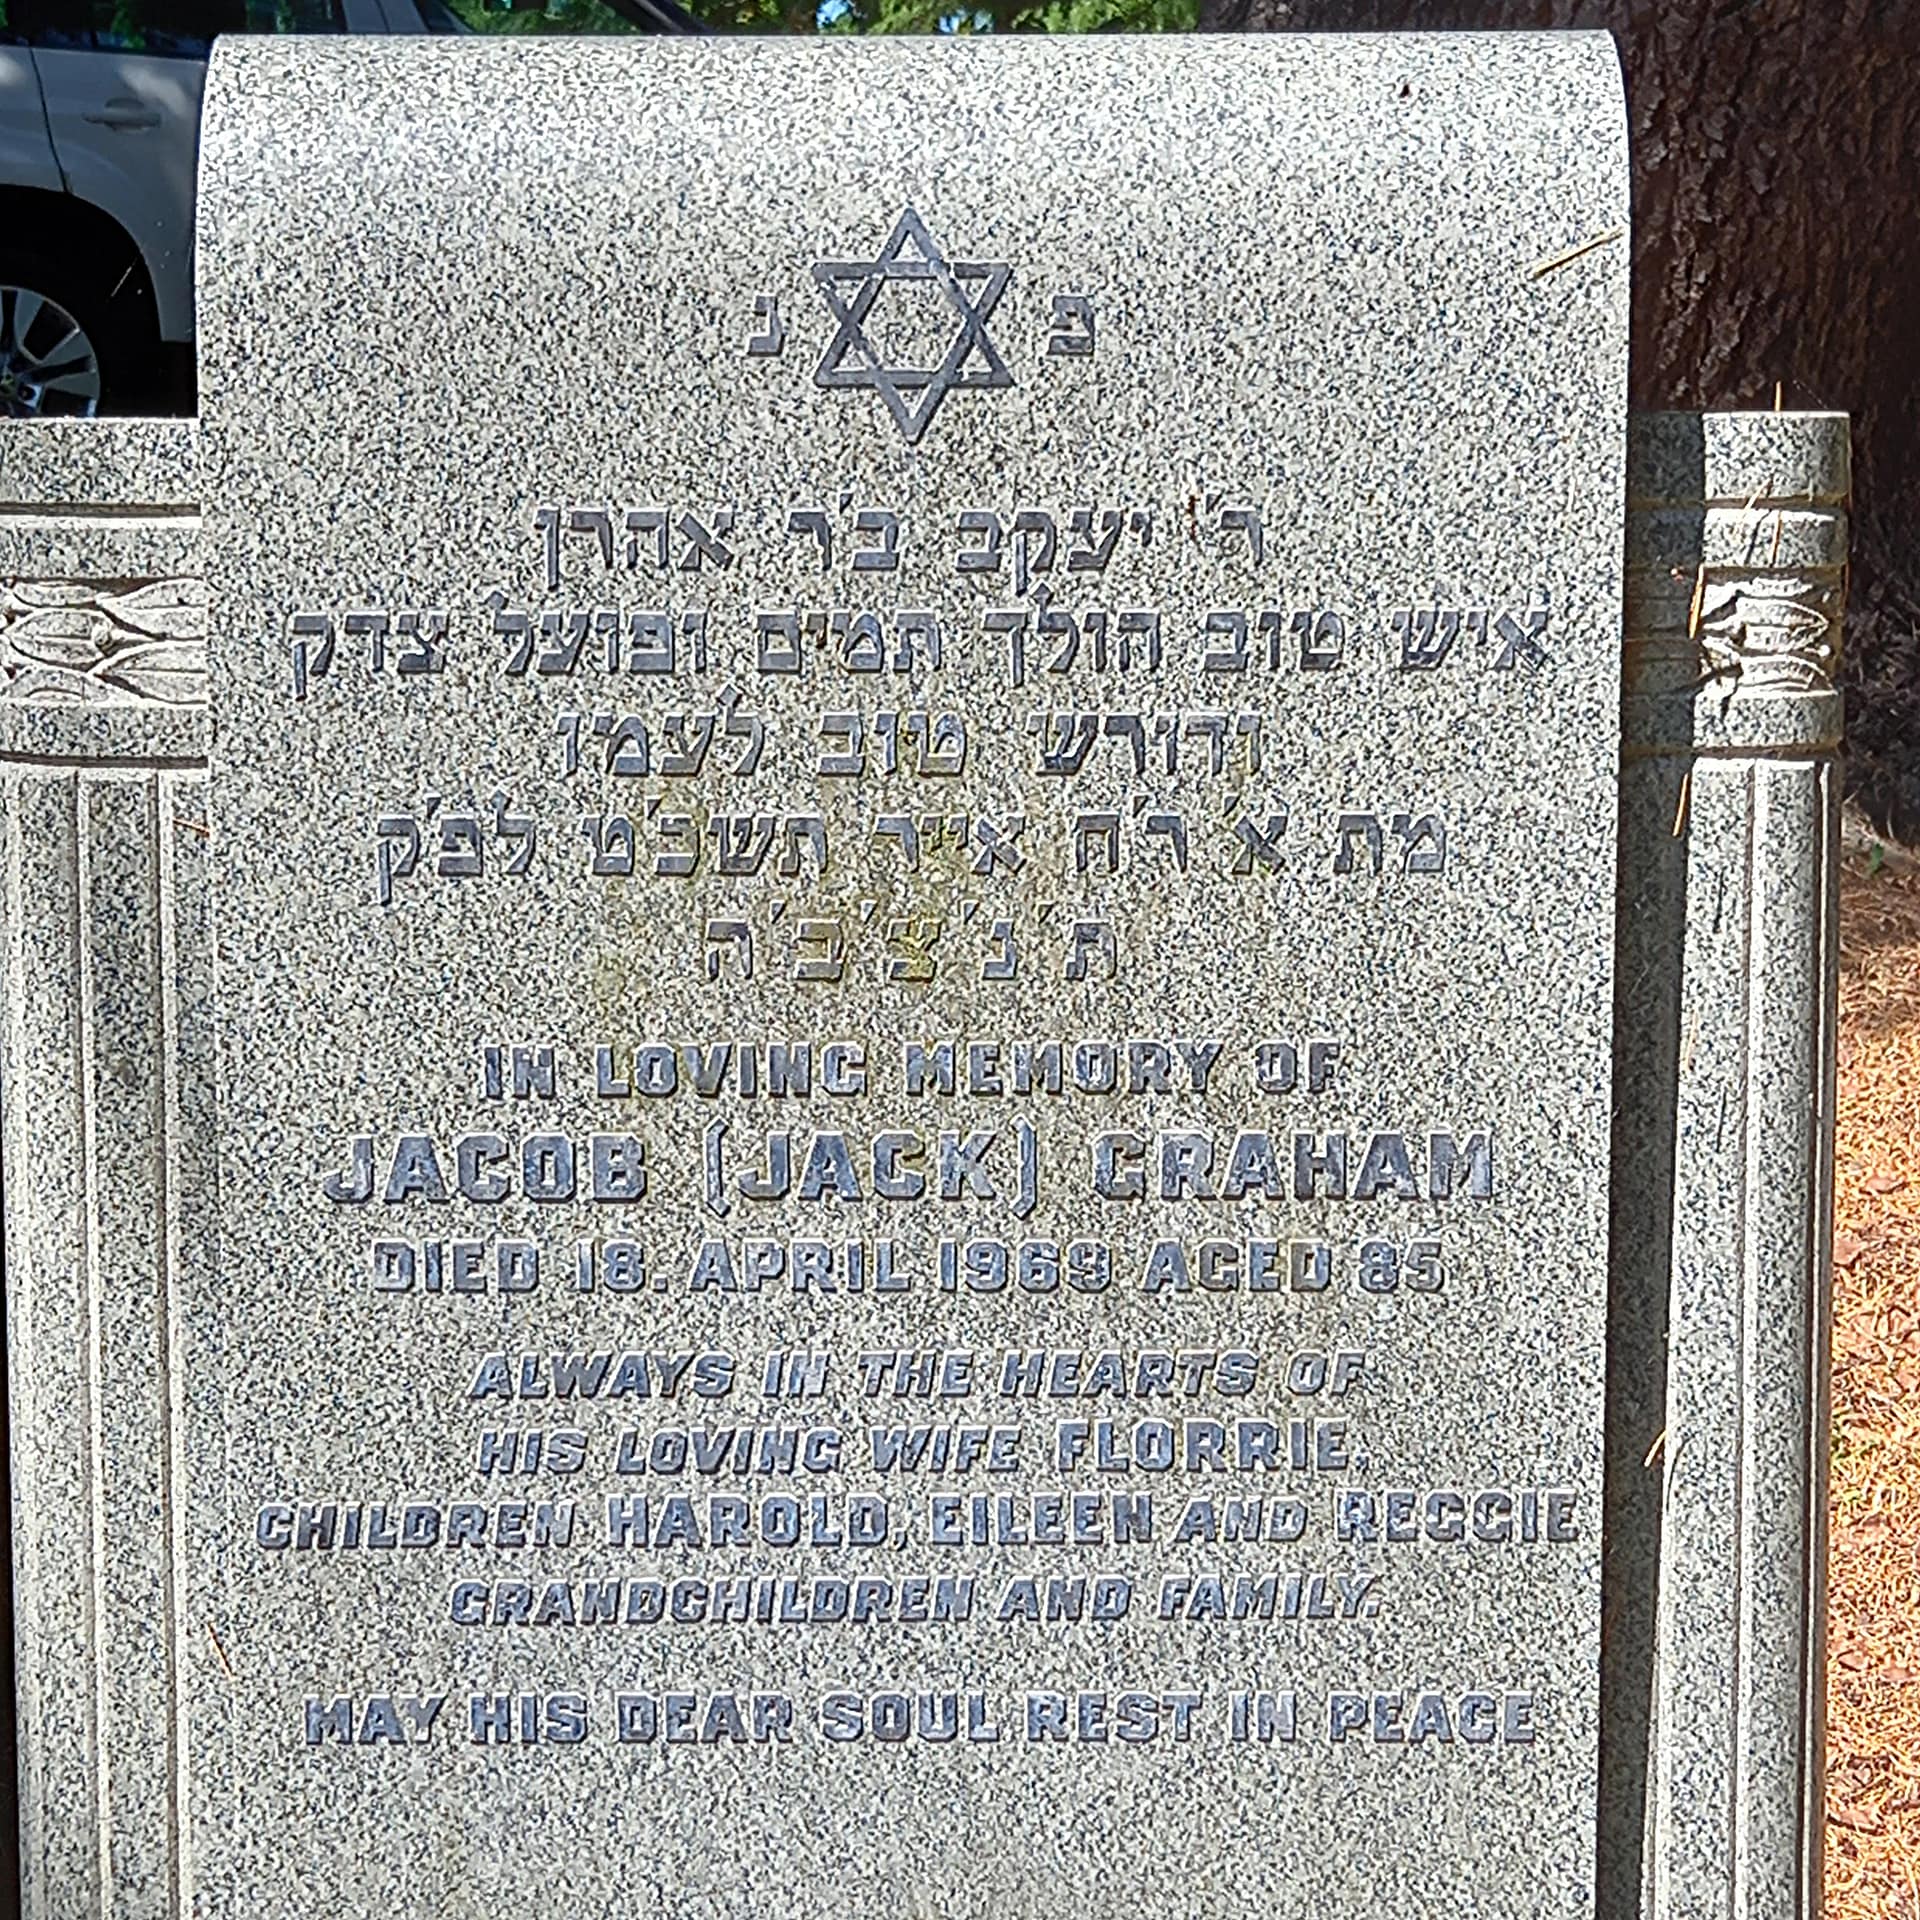 פ נ
ר' יעקב ב'ר אהרן
איש טוב הולך תמים ופועל צדק
ודורש טוב לעמו
מת א' ר'ח אייר תשכ'ט לפ'ק
ת'נ'צ'ב'ה
IN LOVING MEMORY OF
JACOB (JACK) GRAHAM
DIED 18. APRIL 1969 AGED 85
ALWAYS IN THE HEARTS OF
HIS LOVING WIFE FLORRIE,
CHILDREN HAROLD, EILEEN AND REGGIE
GRANDCHILDREN AND FAMILY.
MAY HIS DEAR SOUL REST IN PEACE